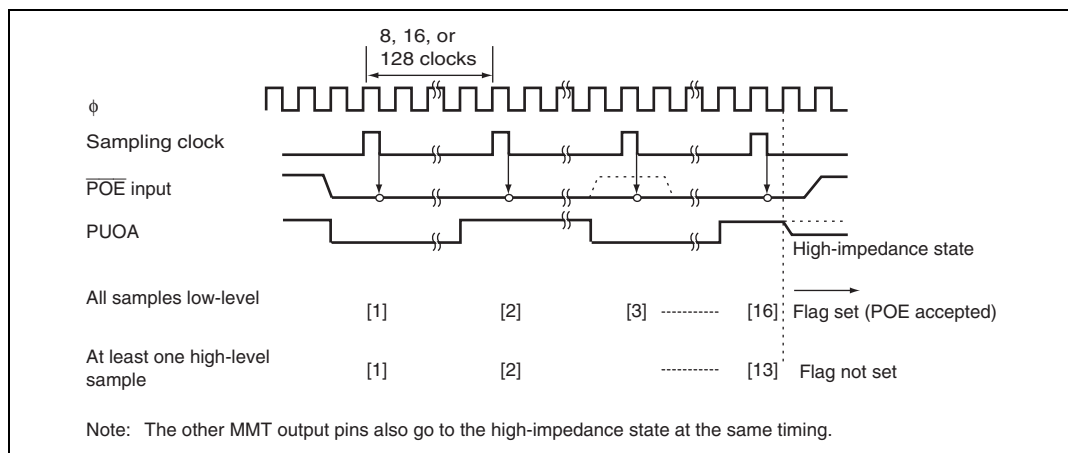 8, 16, or
128 clocks
ϕ
Sampling clock
POE input
PUOA
High-impedance state
All samples low-level [1] [2] [3] ---------- [16] Flag set (POE accepted)
At least one high-level
sample [1] [2] ---------- [13] Flag not set
Note: The other MMT output pins also go to the high-impedance state at the same timing.